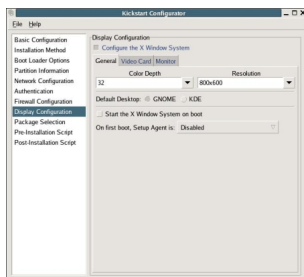 Kickstart Configurator
File Help
Basic Configuration
Installation Method
Boot Loader Options
Partition Information
Network Configuration
Authentication
Firewall Configuration
Display Configuration
Package Selection
Pre-Installation Script
Post-Installation Script
Display Configuration
Configure the X Window System
General Video Card Monitor
Color Depth Resolution
32 800x600
Default Desktop: GNOME KDE
Start the X Window System on boot
On first boot, Setup Agent is: Disabled